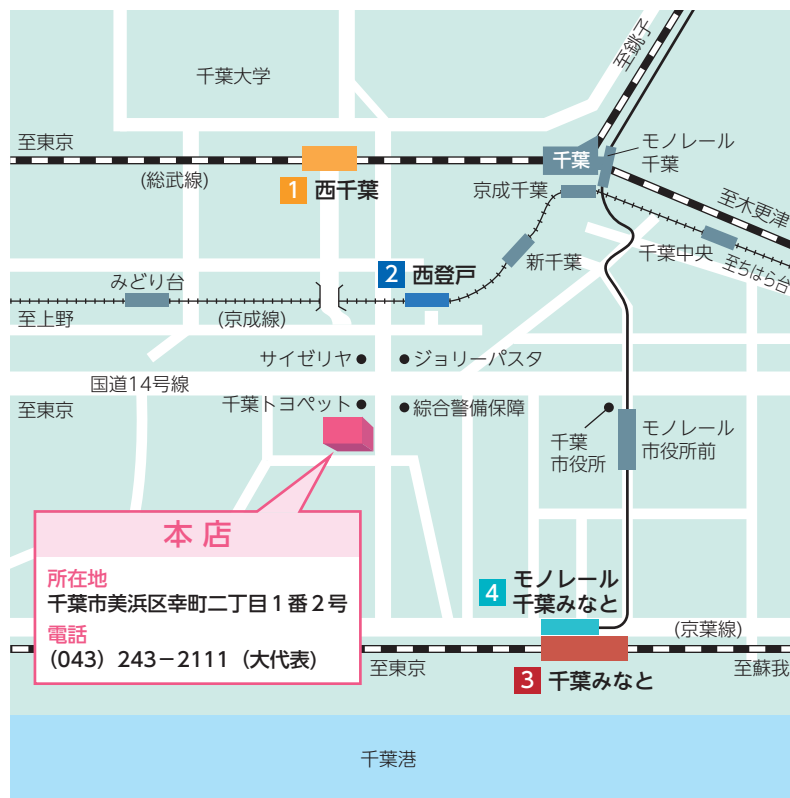 千葉大学
至銚子
至東京
千葉
モノレール
千葉
(総武線)
1 西千葉
京成千葉
至木更津
2 西登戸
新千葉
千葉中央
至ちはら台
みどり台
至上野
(京成線)
サイゼリヤ
ジョリーパスタ
国道14号線
至東京
千葉トヨペット
綜合警備保障
千葉
市役所
モノレール
市役所前
本店
所在地
千葉市美浜区幸町二丁目1番2号
電話
(043) 243－2111 (大代表)
4 モノレール
千葉みなと
(京葉線)
至東京
3 千葉みなと
至蘇我
千葉港